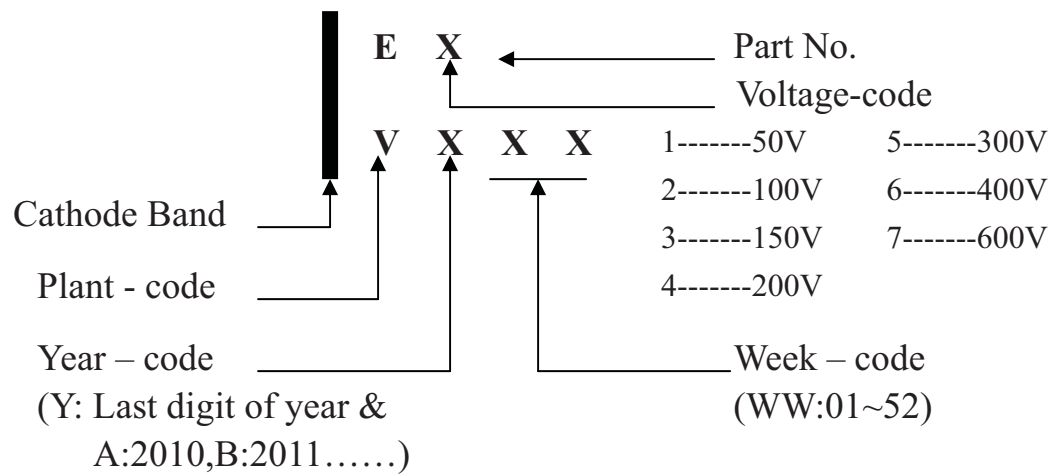 E X Part No.
Voltage-code
V X X X 1-------50V 5-------300V
2-------100V 6-------400V
Cathode Band 3-------150V 7-------600V
Plant - code 4-------200V
Year – code Week – code
(Y: Last digit of year & (WW:01~52)
A:2010,B:2011……)